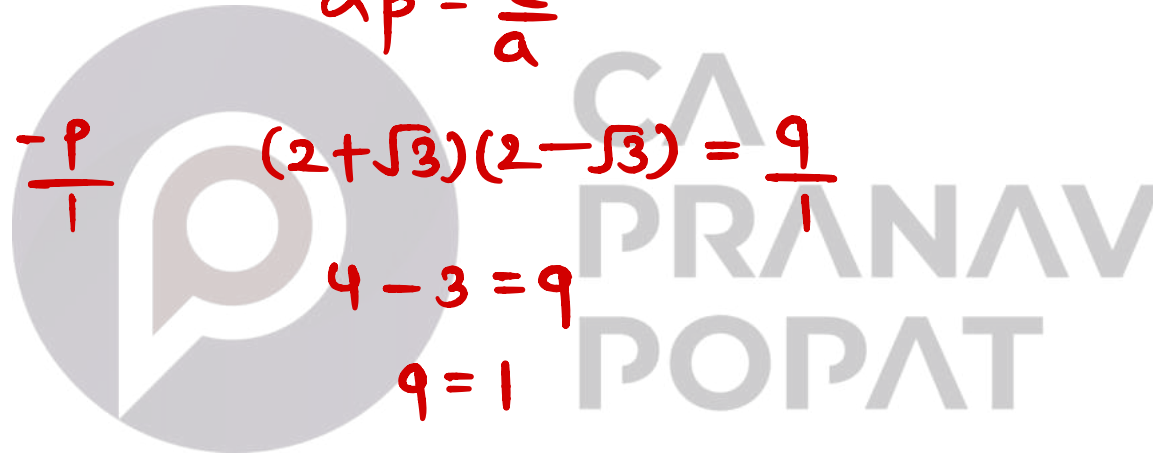 αβ = c/a
-p/1 (2+√3)(2-√3) = q/1
4 - 3 = q
q = 1
CA
PRANAV
POPAT